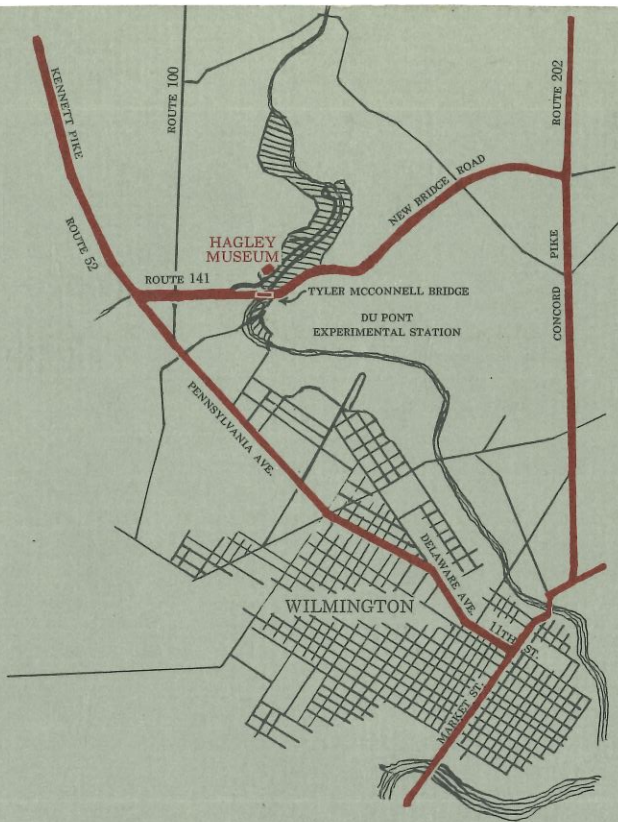 KENNETT PIKE
ROUTE 100
ROUTE 202
NEW BRIDGE ROAD
ROUTE 52
HAGLEY
MUSEUM
ROUTE 141
CONCORD PIKE
TYLER MCCONNELL BRIDGE
DU PONT
EXPERIMENTAL STATION
PENNSYLVANIA AVE.
DELAWARE AVE.
WILMINGTON
11TH ST.
MARKET ST.